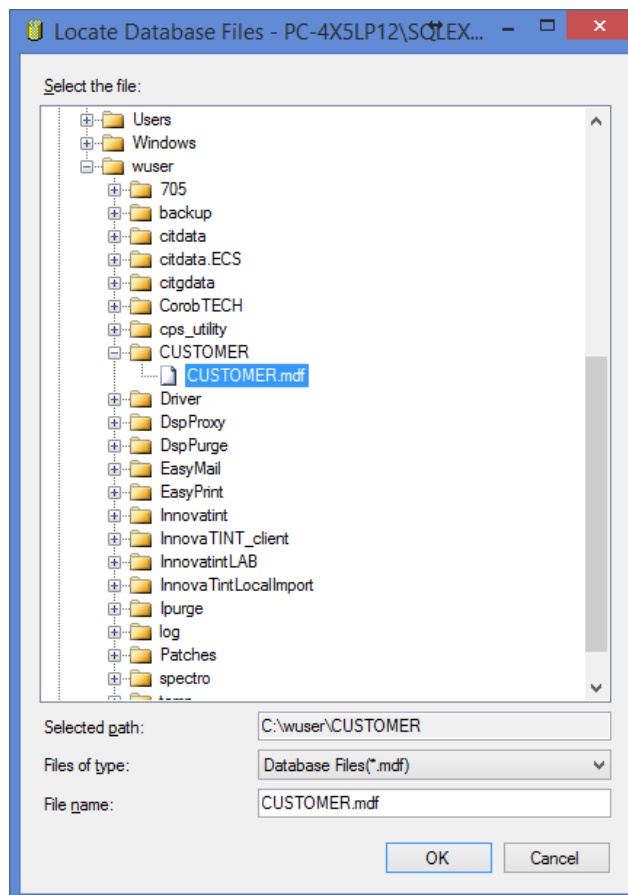 Locate Database Files - PC-4X5LP12\SQLEX...
Select the file:
Users
Windows
wuser
705
backup
citdata
citdata.ECS
citgdata
CorobTECH
cps_utility
CUSTOMER
CUSTOMER.mdf
Driver
DspProxy
DspPurge
EasyMail
EasyPrint
Innovatint
InnovaTINT_client
InnovatintLAB
InnovaTintLocalImport
Ipurge
log
Patches
spectro
Selected path: C:\wuser\CUSTOMER
Files of type: Database Files(*.mdf)
File name: CUSTOMER.mdf
OK Cancel